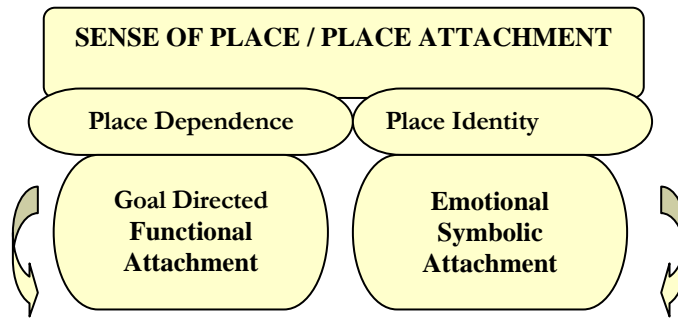 SENSE OF PLACE / PLACE ATTACHMENT
Place Dependence
Place Identity
Goal Directed
Functional
Attachment
Emotional
Symbolic
Attachment